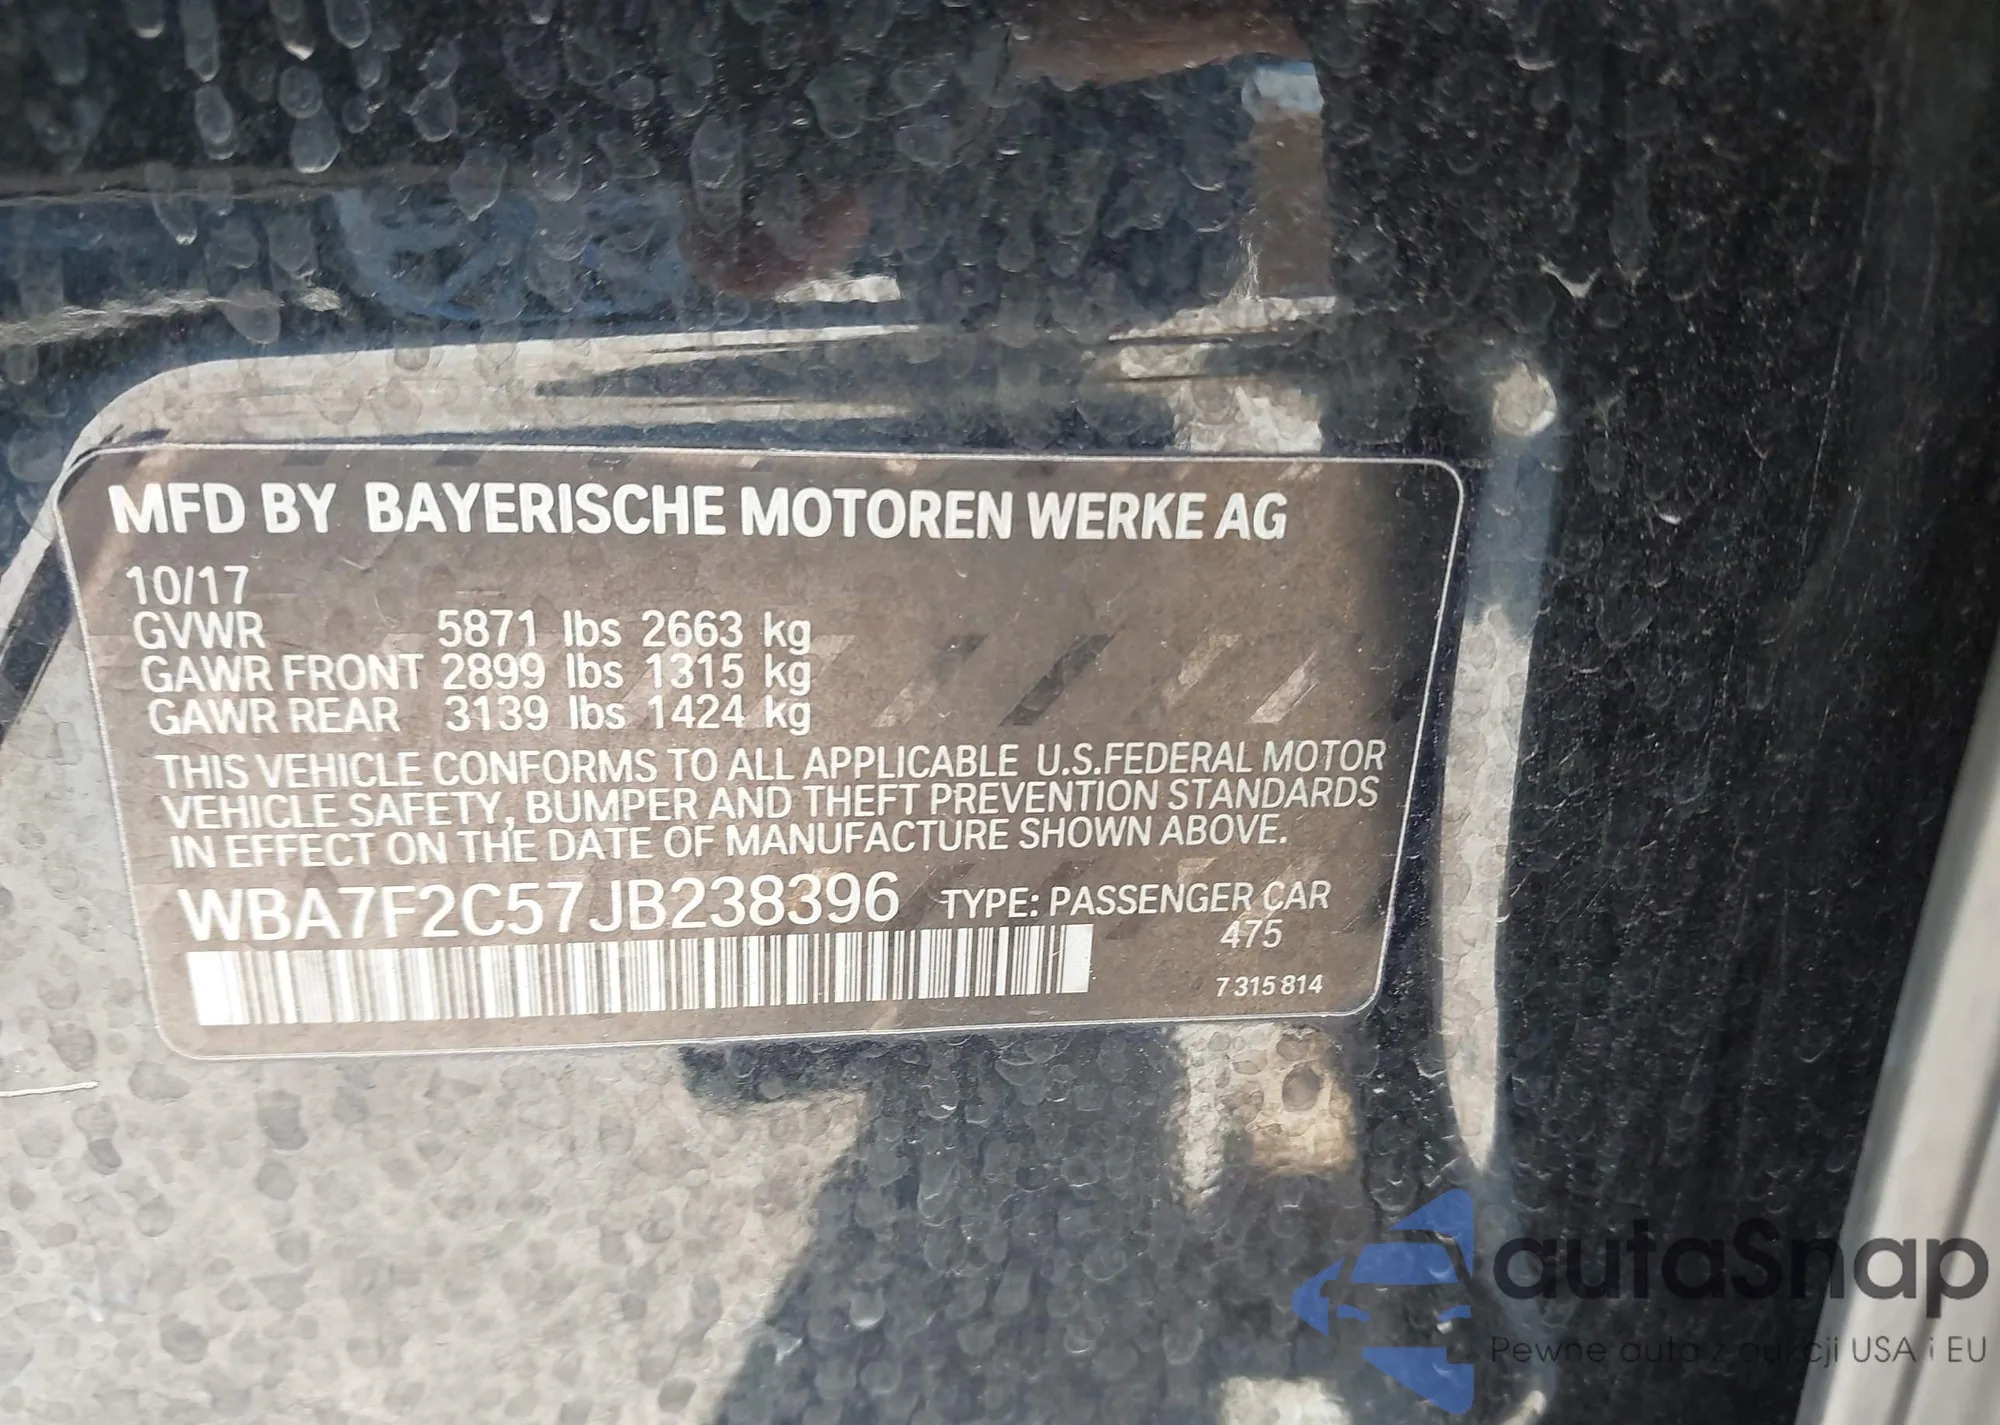 MFD BY BAYERISCHE MOTOREN WERKE AG
10/17
GVWR 5871 lbs 2663 kg
GAWR FRONT 2899 lbs 1315 kg
GAWR REAR 3139 lbs 1424 kg
THIS VEHICLE CONFORMS TO ALL APPLICABLE U.S.FEDERAL MOTOR
VEHICLE SAFETY, BUMPER AND THEFT PREVENTION STANDARDS
IN EFFECT ON THE DATE OF MANUFACTURE SHOWN ABOVE.
WBA7F2C57JB238396 TYPE: PASSENGER CAR
475
7 315 814
autaSnap
Pewne auta z aukcji USA i EU